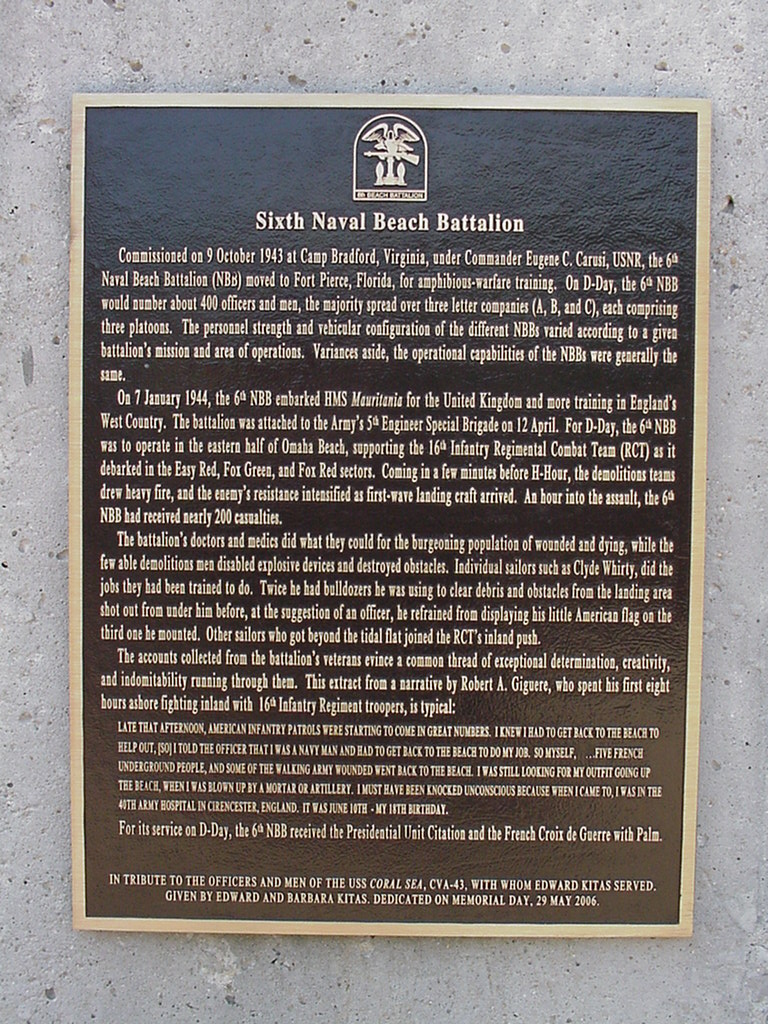 6th BEACH BATTALION
Sixth Naval Beach Battalion
Commissioned on 9 October 1943 at Camp Bradford, Virginia, under Commander Eugene C. Carusi, USNR, the 6th
Naval Beach Battalion (NBB) moved to Fort Pierce, Florida, for amphibious-warfare training. On D-Day, the 6th NBB
would number about 400 officers and men, the majority spread over three letter companies (A, B, and C), each comprising
three platoons. The personnel strength and vehicular configuration of the different NBBs varied according to a given
battalion's mission and area of operations. Variances aside, the operational capabilities of the NBBs were generally the
same.
On 7 January 1944, the 6th NBB embarked HMS Mauritania for the United Kingdom and more training in England's
West Country. The battalion was attached to the Army's 5th Engineer Special Brigade on 12 April. For D-Day, the 6th NBB
was to operate in the eastern half of Omaha Beach, supporting the 16th Infantry Regimental Combat Team (RCT) as it
debarked in the Easy Red, Fox Green, and Fox Red sectors. Coming in a few minutes before H-Hour, the demolitions teams
drew heavy fire, and the enemy's resistance intensified as first-wave landing craft arrived. An hour into the assault, the 6th
NBB had received nearly 200 casualties.
The battalion's doctors and medics did what they could for the burgeoning population of wounded and dying, while the
few able demolitions men disabled explosive devices and destroyed obstacles. Individual sailors such as Clyde Whirty, did the
jobs they had been trained to do. Twice he had bulldozers he was using to clear debris and obstacles from the landing area
shot out from under him before, at the suggestion of an officer, he refrained from displaying his little American flag on the
third one he mounted. Other sailors who got beyond the tidal flat joined the RCT's inland push.
The accounts collected from the battalion's veterans evince a common thread of exceptional determination, creativity,
and indomitability running through them. This extract from a narrative by Robert A. Giguere, who spent his first eight
hours ashore fighting inland with 16th Infantry Regiment troopers, is typical:
LATE THAT AFTERNOON, AMERICAN INFANTRY PATROLS WERE STARTING TO COME IN GREAT NUMBERS. I KNEW I HAD TO GET BACK TO THE BEACH TO
HELP OUT, [SO] I TOLD THE OFFICER THAT I WAS A NAVY MAN AND HAD TO GET BACK TO THE BEACH TO DO MY JOB. SO MYSELF, ...FIVE FRENCH
UNDERGROUND PEOPLE, AND SOME OF THE WALKING ARMY WOUNDED WENT BACK TO THE BEACH. I WAS STILL LOOKING FOR MY OUTFIT GOING UP
THE BEACH, WHEN I WAS BLOWN UP BY A MORTAR OR ARTILLERY. I MUST HAVE BEEN KNOCKED UNCONSCIOUS BECAUSE WHEN I CAME TO, I WAS IN THE
40TH ARMY HOSPITAL IN CIRENCESTER, ENGLAND. IT WAS JUNE 10TH - MY 18TH BIRTHDAY.
For its service on D-Day, the 6th NBB received the Presidential Unit Citation and the French Croix de Guerre with Palm.
IN TRIBUTE TO THE OFFICERS AND MEN OF THE USS CORAL SEA, CVA-43, WITH WHOM EDWARD KITAS SERVED.
GIVEN BY EDWARD AND BARBARA KITAS. DEDICATED ON MEMORIAL DAY, 29 MAY 2006.